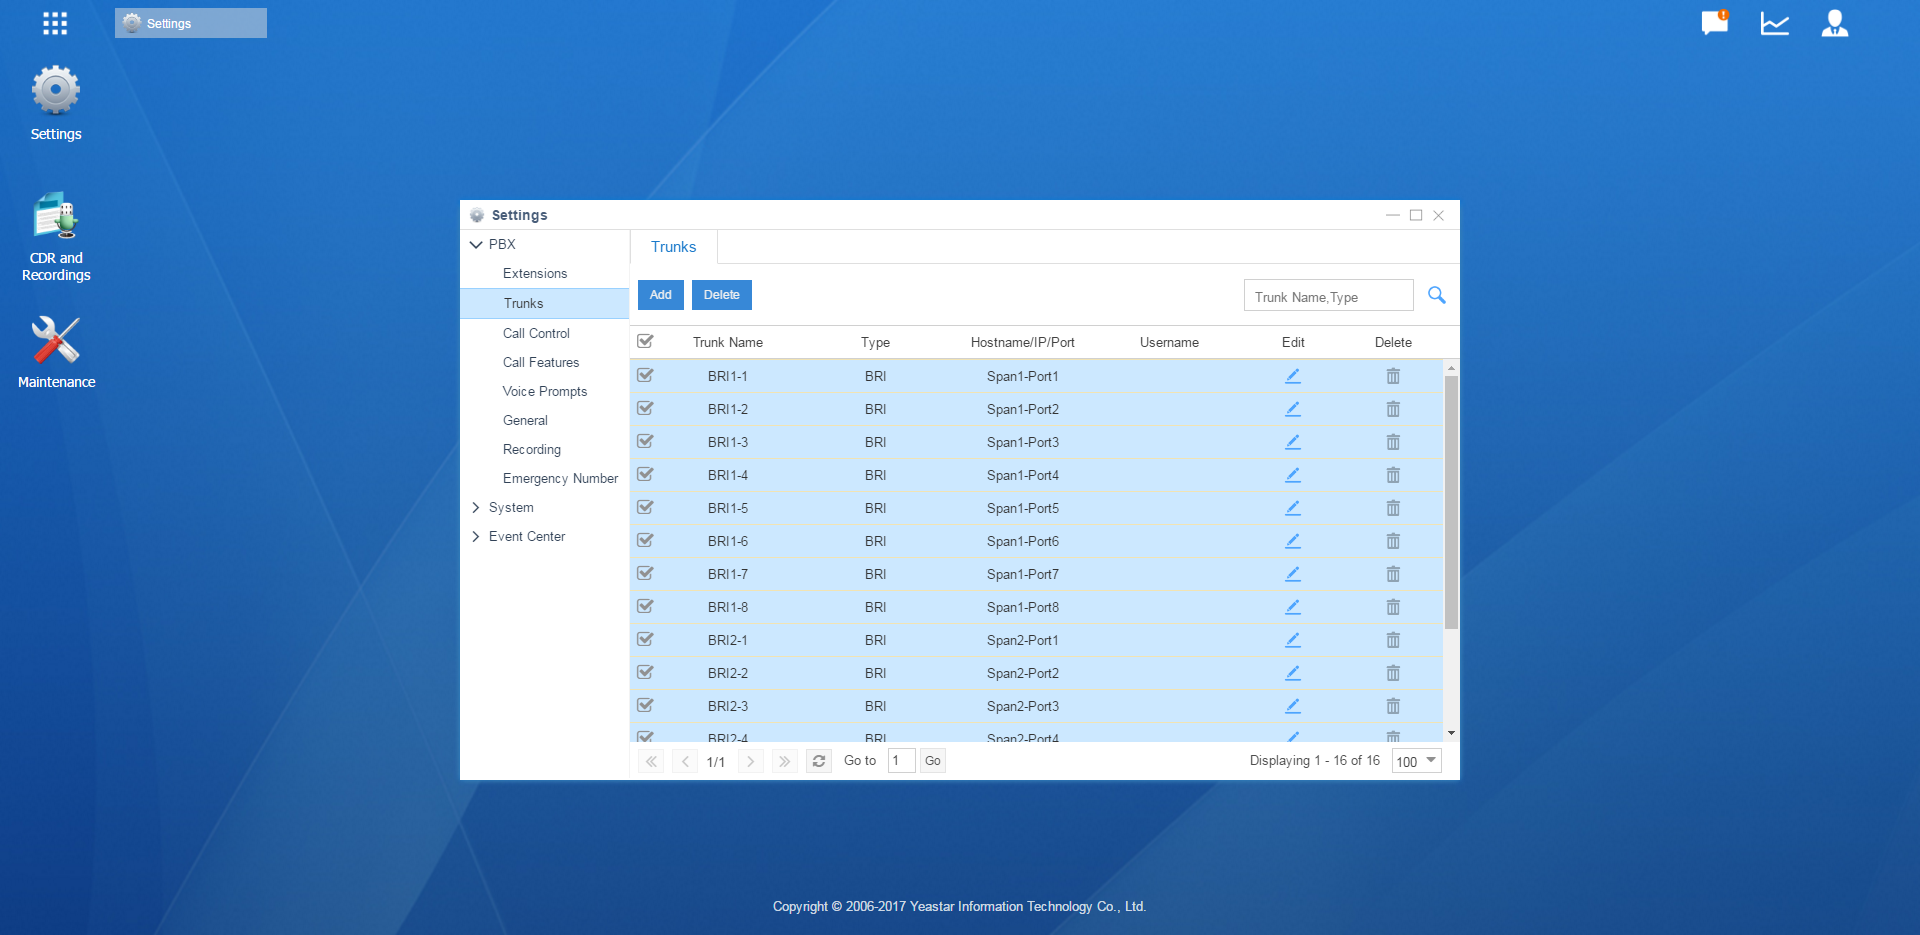 Settings
Settings
CDR and
Recordings
Maintenance
Settings
PBX
Extensions
Trunks
Call Control
Call Features
Voice Prompts
General
Recording
Emergency Number
System
Event Center
Trunks
Add Delete Trunk Name,Type
Trunk Name Type Hostname/IP/Port Username Edit Delete
BRI1-1 BRI Span1-Port1
BRI1-2 BRI Span1-Port2
BRI1-3 BRI Span1-Port3
BRI1-4 BRI Span1-Port4
BRI1-5 BRI Span1-Port5
BRI1-6 BRI Span1-Port6
BRI1-7 BRI Span1-Port7
BRI1-8 BRI Span1-Port8
BRI2-1 BRI Span2-Port1
BRI2-2 BRI Span2-Port2
BRI2-3 BRI Span2-Port3
BRI2-4 BRI Span2-Port4
1/1 Go to 1 Go Displaying 1 - 16 of 16 100
Copyright © 2006-2017 Yeastar Information Technology Co., Ltd.